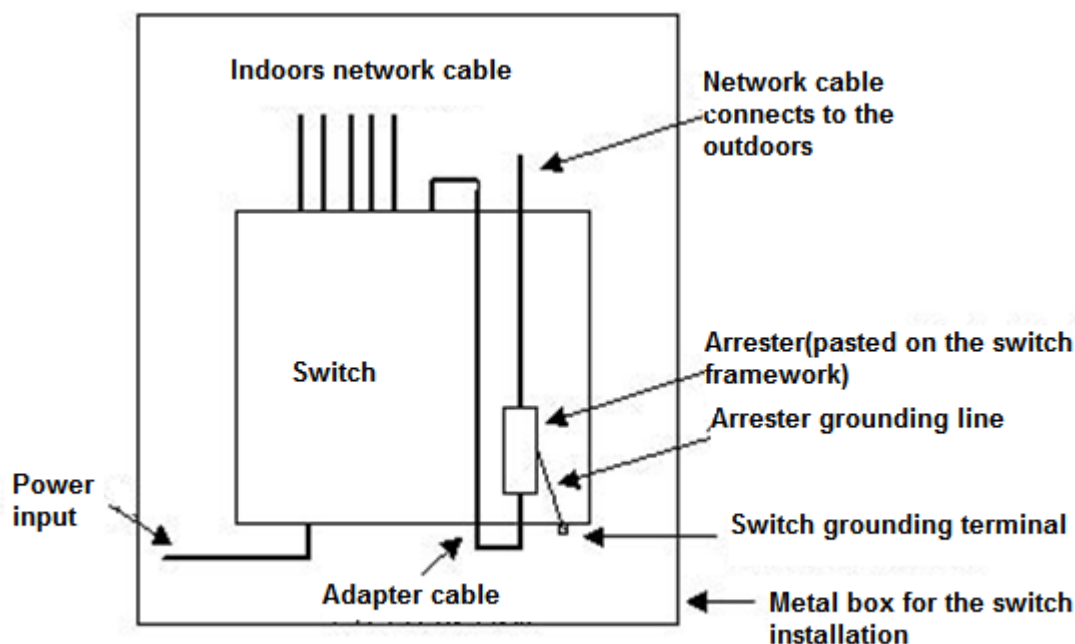 Indoors network cable
Network cable
connects to the
outdoors
Switch
Arrester(pasted on the switch
framework)
Arrester grounding line
Power
input
Switch grounding terminal
Adapter cable
Metal box for the switch
installation